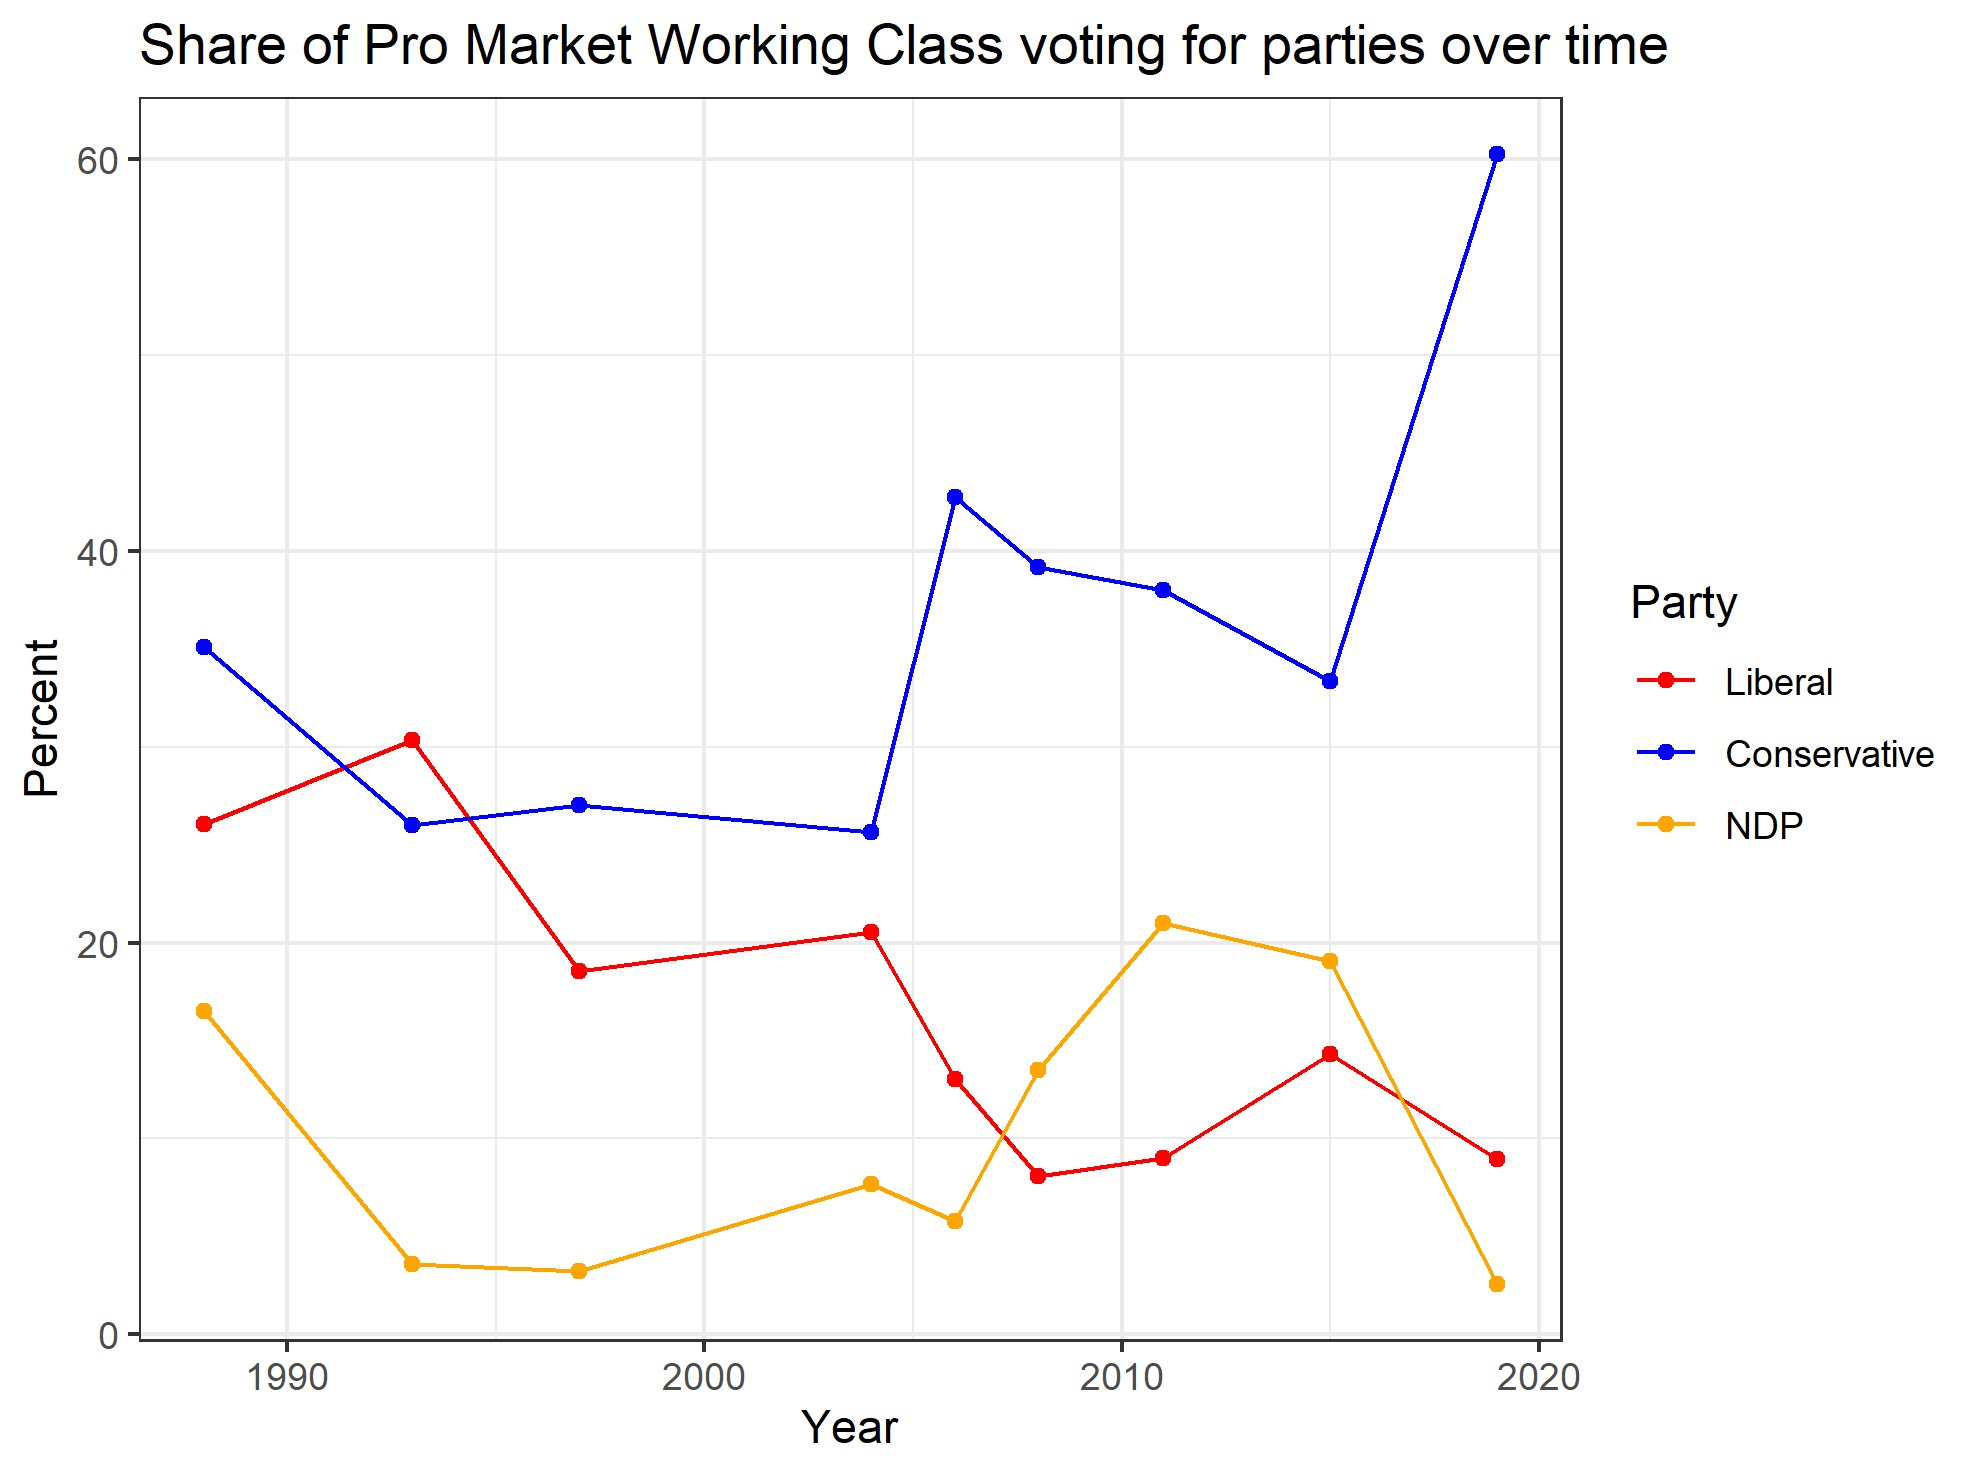 Share of Pro Market Working Class voting for parties over time
60
40
20
0
Percent
1990
2000
2010
2020
Year
Party
Liberal
Conservative
NDP